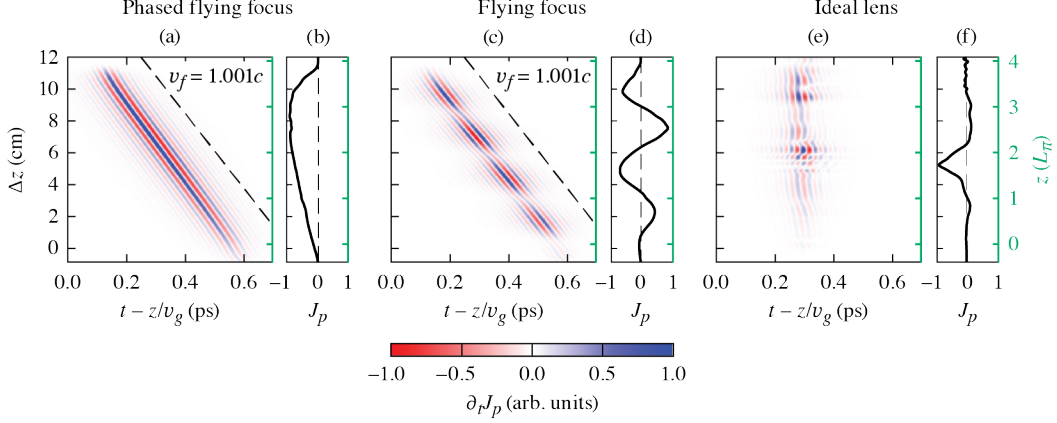 Phased flying focus Flying focus Ideal lens
(a) (b) (c) (d) (e) (f)
v_f = 1.001c v_f = 1.001c
12 10 8 6 4 2 0
Δz (cm)
4 3 2 1 0
z (L_π)
0.0 0.2 0.4 0.6 −1 0 1 0.0 0.2 0.4 0.6 −1 0 1 0.0 0.2 0.4 0.6 −1 0 1
t − z/v_g (ps) J_p t − z/v_g (ps) J_p t − z/v_g (ps) J_p
−1.0 −0.5 0.0 0.5 1.0
∂_t J_p (arb. units)